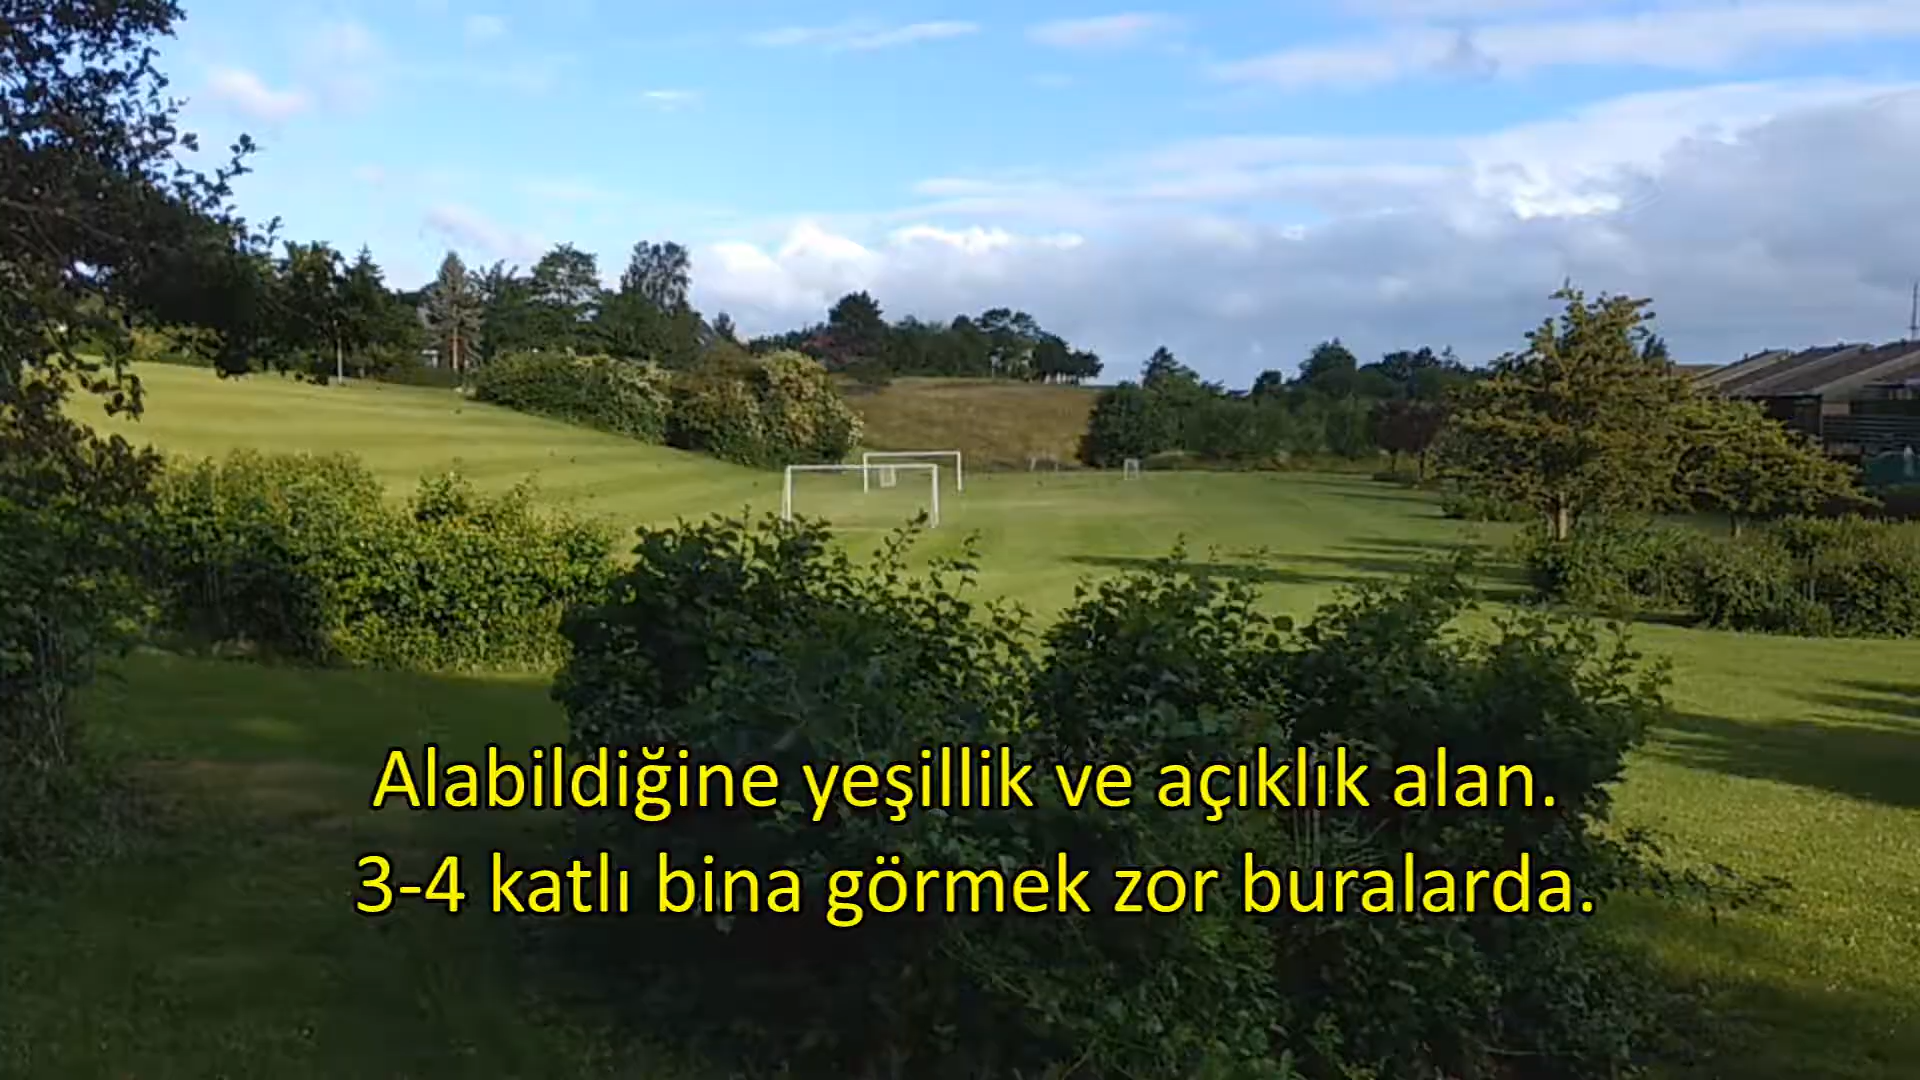 Alabildiğine yeşillik ve açıklık alan.
3-4 katlı bina görmek zor buralarda.